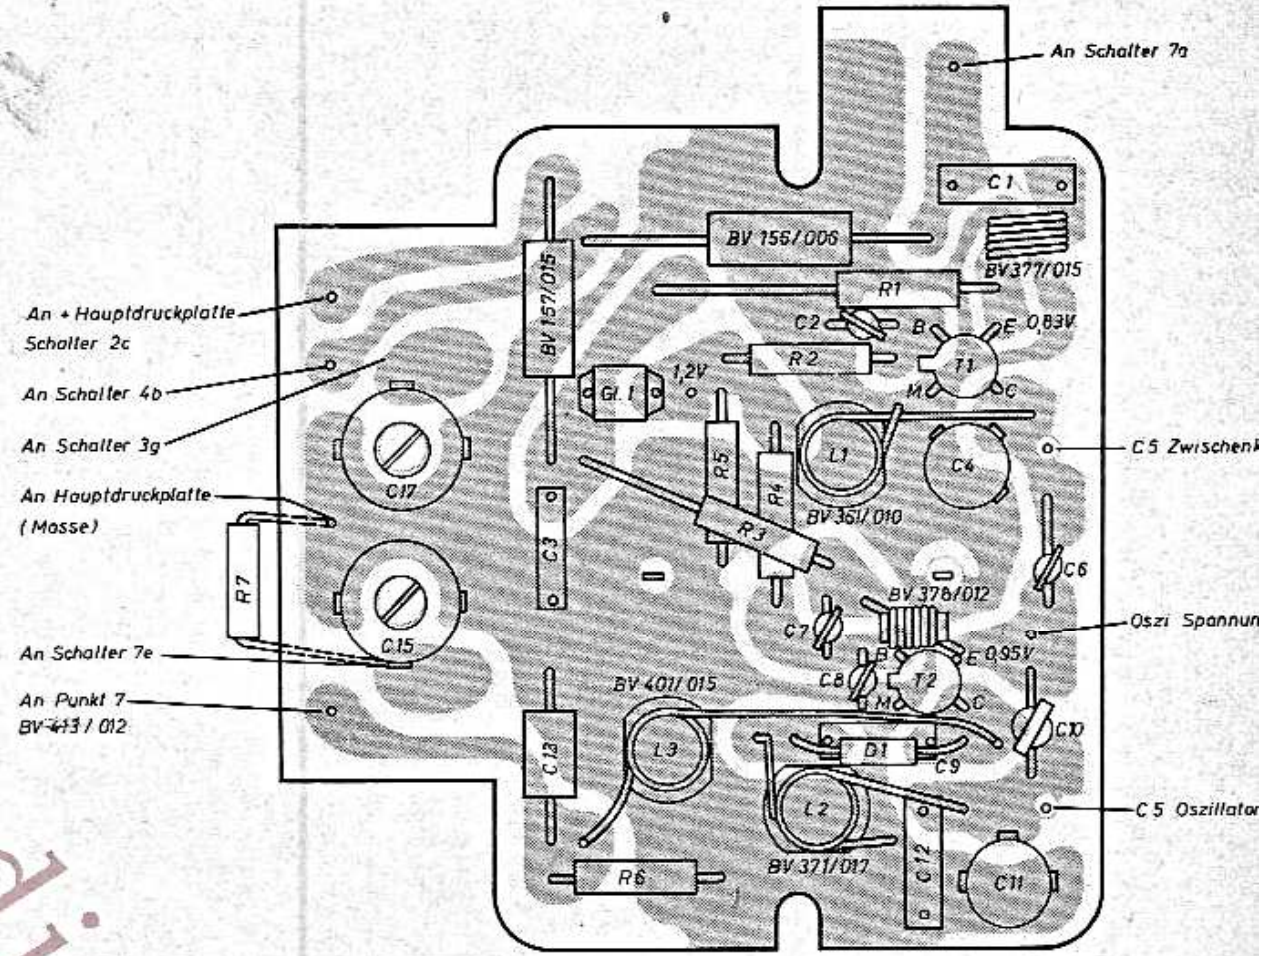 An Schalter 7a
C1
BV 156/006
BV 377/015
BV 157/015
R1
An + Hauptdruckplatte
Schalter 2c
C2
B
E
0,83V
R2
T1
An Schalter 4b
Gl.1
1,2V
M
C
An Schalter 3g
C17
R5
R4
L1
C4
C5 Zwischenk
An Hauptdruckplatte
(Masse)
BV 351/010
R3
C3
R7
C6
BV 378/012
C7
Oszi Spannun
C15
An Schalter 7e
B
E
0,95V
C8
T2
M
C
An Punkt 7
BV 413/012
BV 401/015
C10
C13
L3
D1
C9
L2
C5 Oszillator
BV 371/017
R6
C12
C11